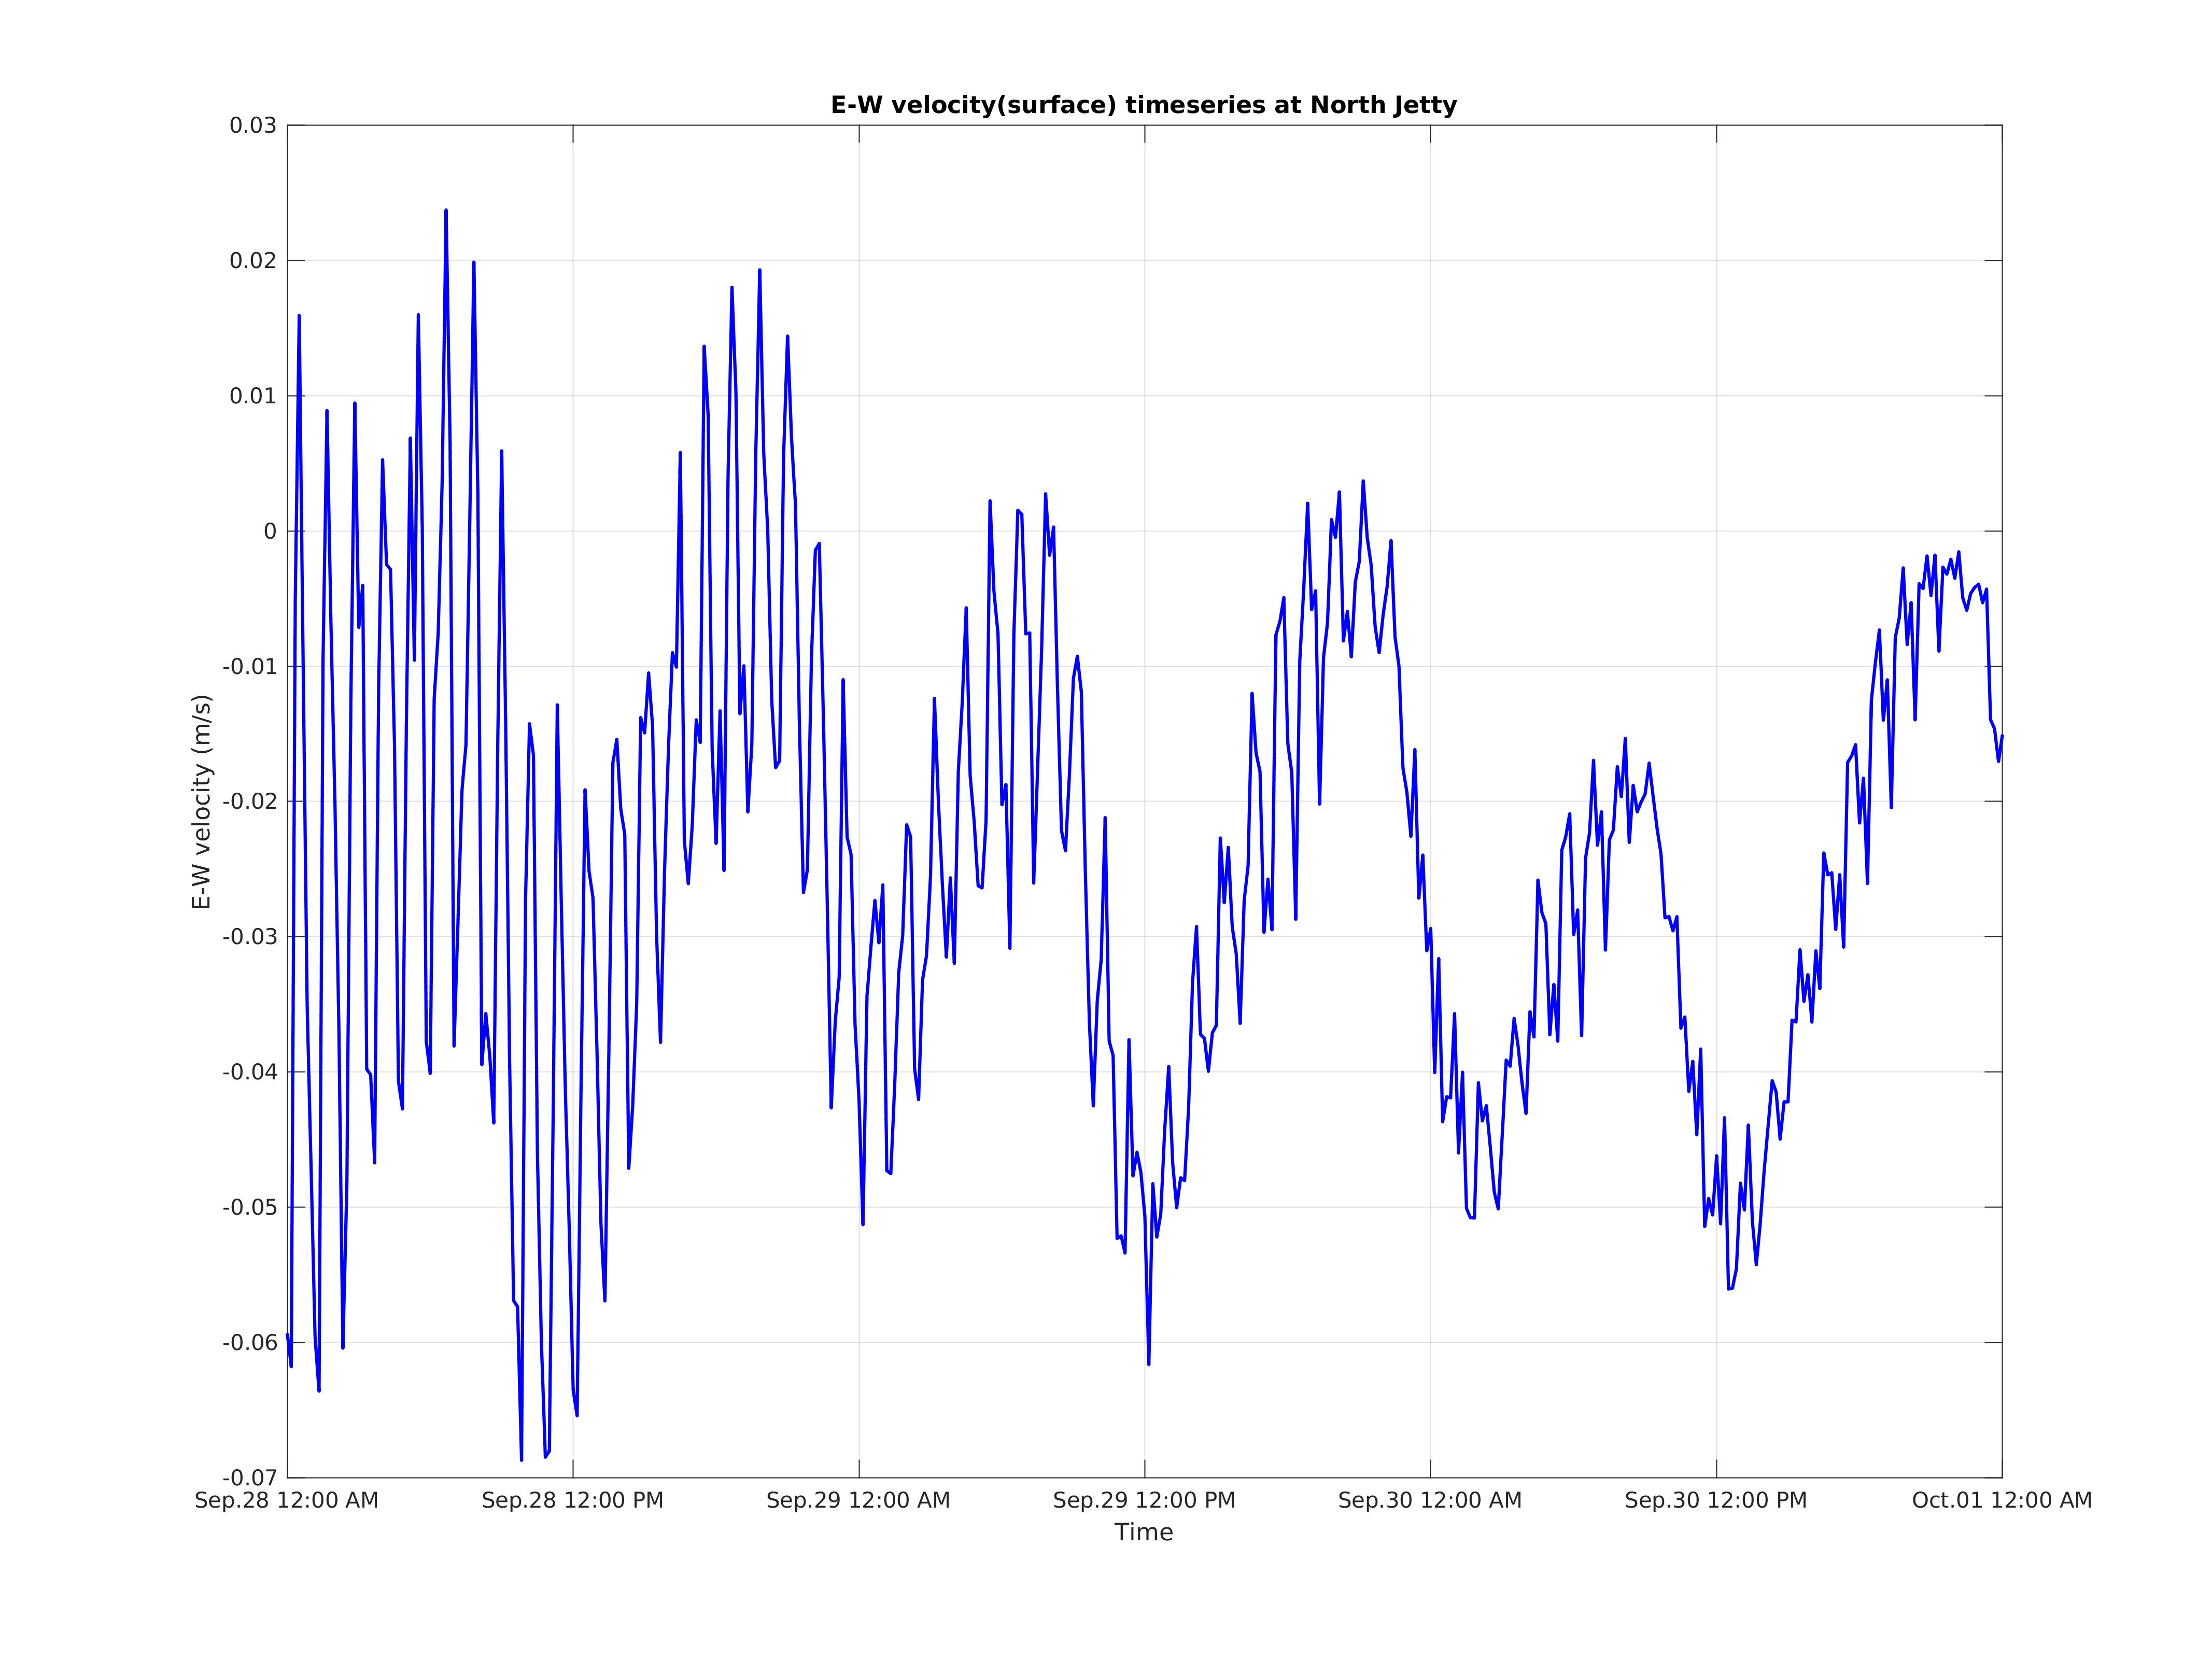 E-W velocity(surface) timeseries at North Jetty
0.03
0.02
0.01
0
-0.01
-0.02
-0.03
-0.04
-0.05
-0.06
-0.07
E-W velocity (m/s)
Sep.28 12:00 AM
Sep.28 12:00 PM
Sep.29 12:00 AM
Sep.29 12:00 PM
Sep.30 12:00 AM
Sep.30 12:00 PM
Oct.01 12:00 AM
Time